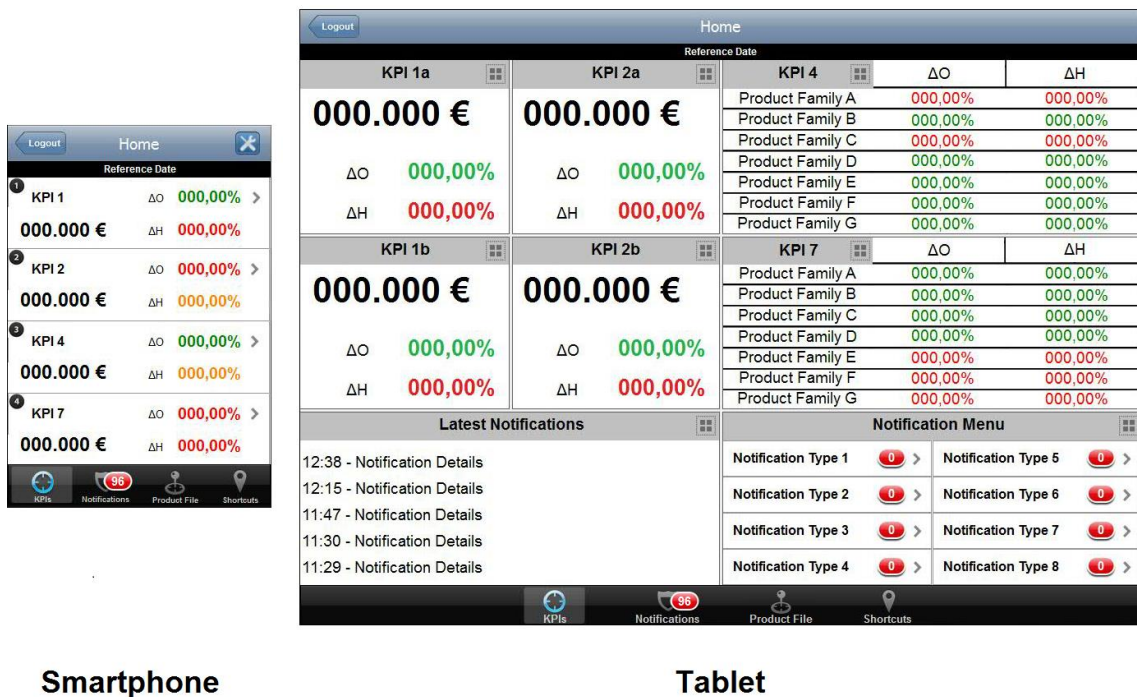 Logout Home
Reference Date
1
KPI 1 ΔO 000,00%
000.000 € ΔH 000,00%
2
KPI 2 ΔO 000,00%
000.000 € ΔH 000,00%
3
KPI 4 ΔO 000,00%
000.000 € ΔH 000,00%
4
KPI 7 ΔO 000,00%
000.000 € ΔH 000,00%
96
KPIs Notifications Product File Shortcuts
Smartphone
Logout Home
Reference Date
KPI 1a KPI 2a
000.000 € 000.000 €
ΔO 000,00% ΔO 000,00%
ΔH 000,00% ΔH 000,00%
KPI 4 ΔO ΔH
Product Family A 000,00% 000,00%
Product Family B 000,00% 000,00%
Product Family C 000,00% 000,00%
Product Family D 000,00% 000,00%
Product Family E 000,00% 000,00%
Product Family F 000,00% 000,00%
Product Family G 000,00% 000,00%
KPI 1b KPI 2b
000.000 € 000.000 €
ΔO 000,00% ΔO 000,00%
ΔH 000,00% ΔH 000,00%
KPI 7 ΔO ΔH
Product Family A 000,00% 000,00%
Product Family B 000,00% 000,00%
Product Family C 000,00% 000,00%
Product Family D 000,00% 000,00%
Product Family E 000,00% 000,00%
Product Family F 000,00% 000,00%
Product Family G 000,00% 000,00%
Latest Notifications
12:38 - Notification Details
12:15 - Notification Details
11:47 - Notification Details
11:30 - Notification Details
11:29 - Notification Details
Notification Menu
Notification Type 1 0 Notification Type 5 0
Notification Type 2 0 Notification Type 6 0
Notification Type 3 0 Notification Type 7 0
Notification Type 4 0 Notification Type 8 0
96
KPIs Notifications Product File Shortcuts
Tablet